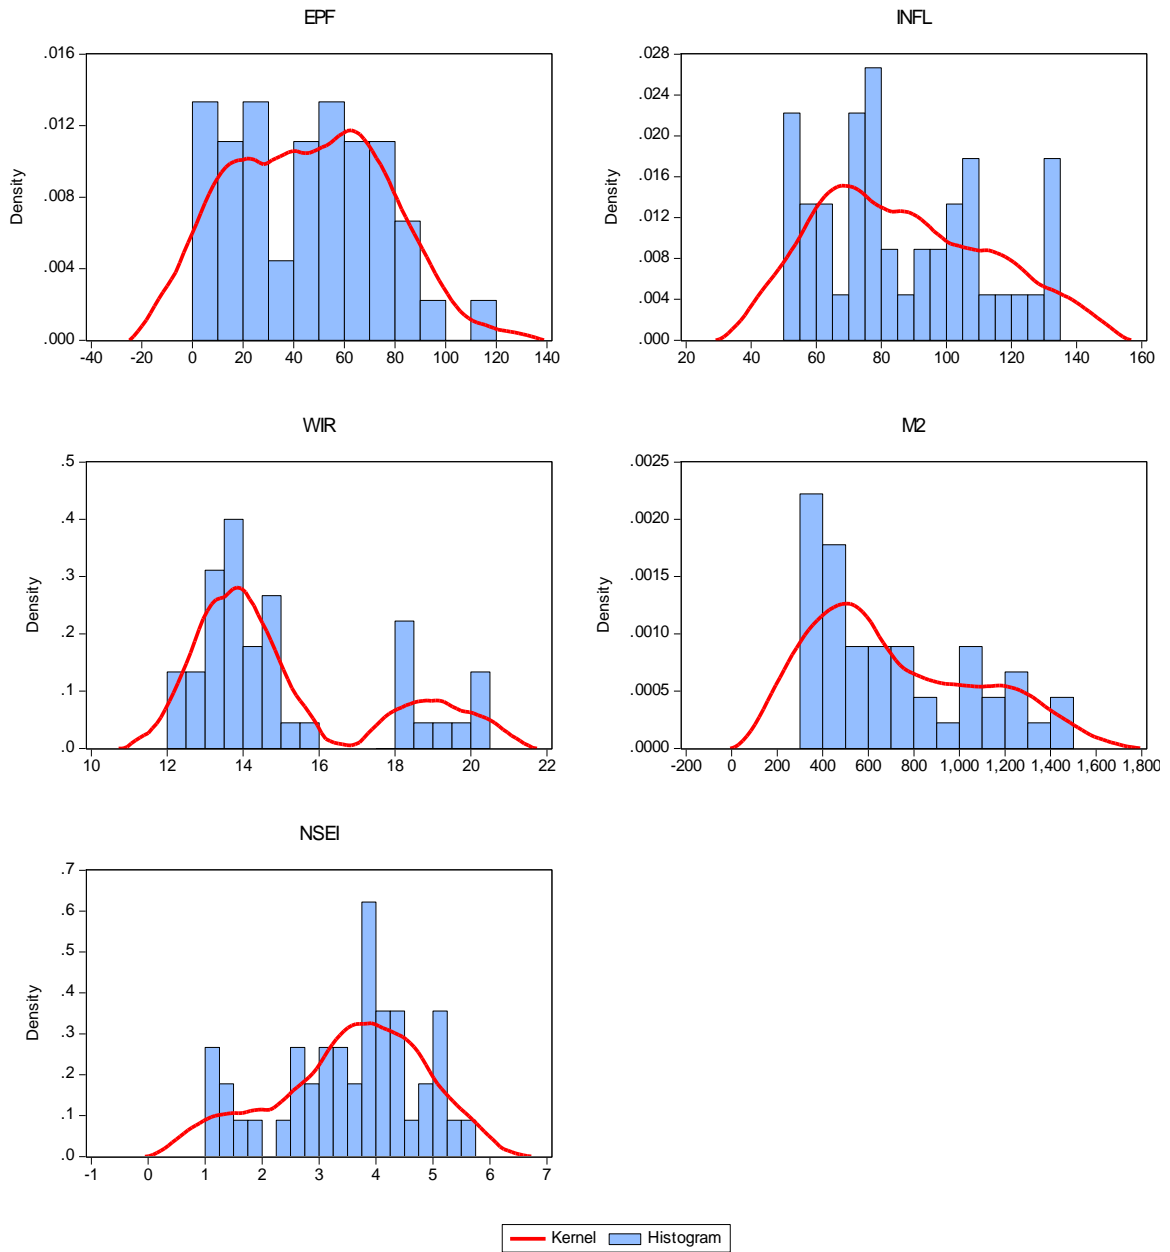 EPF
.016
.012
.008
.004
.000
Density
-40 -20 0 20 40 60 80 100 120 140
INFL
.028
.024
.020
.016
.012
.008
.004
.000
Density
20 40 60 80 100 120 140 160
WIR
.5
.4
.3
.2
.1
.0
Density
10 12 14 16 18 20 22
M2
.0025
.0020
.0015
.0010
.0005
.0000
Density
-200 0 200 400 600 800 1,000 1,200 1,400 1,600 1,800
NSEI
.7
.6
.5
.4
.3
.2
.1
.0
Density
-1 0 1 2 3 4 5 6 7
Kernel Histogram